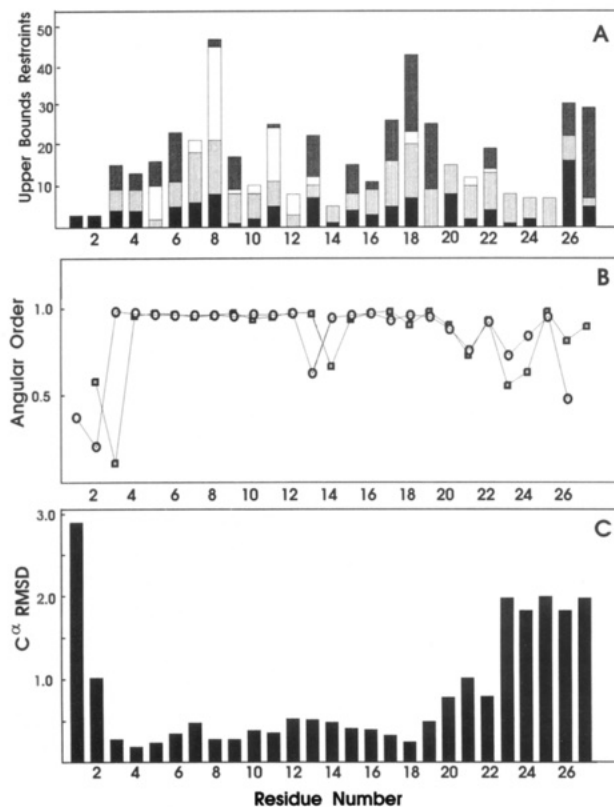 A
Upper Bounds Restraints
50
40
30
20
10
2 4 6 8 10 12 14 16 18 20 22 24 26
B
Angular Order
1.0
0.5
2 4 6 8 10 12 14 16 18 20 22 24 26
C
Cα RMSD
3.0
2.0
1.0
2 4 6 8 10 12 14 16 18 20 22 24 26
Residue Number